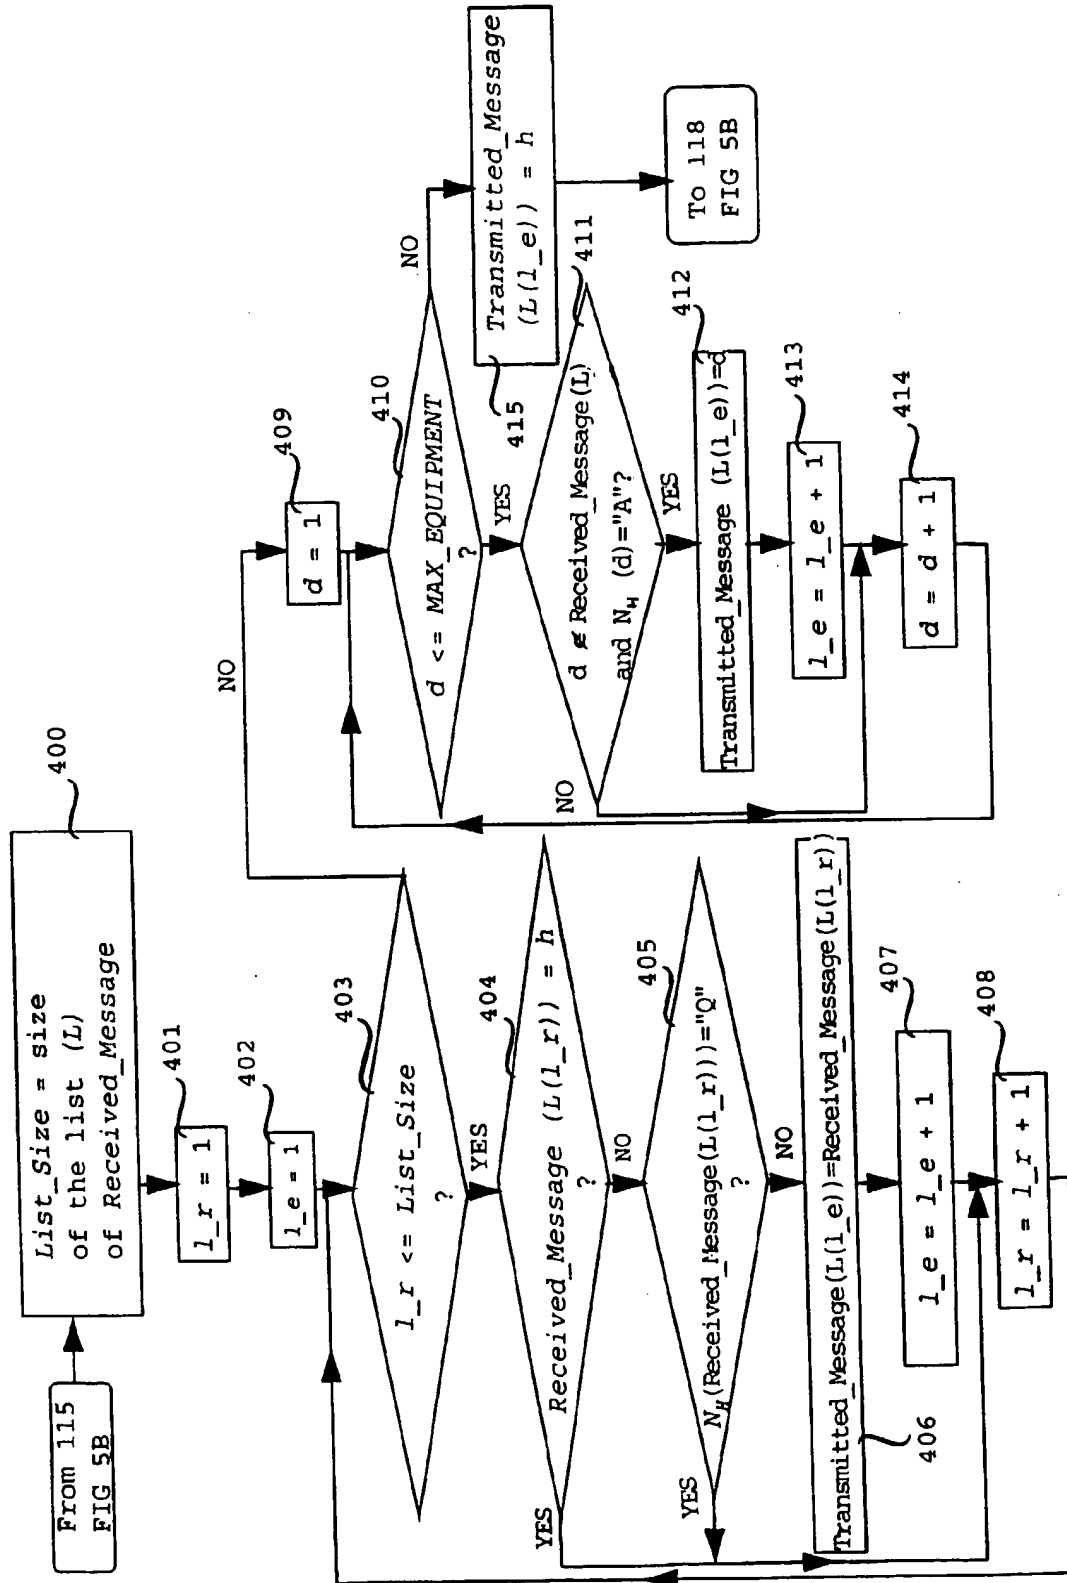 From 115
FIG 5B
400
List_Size = size
of the list (L)
of Received_Message
401
l_r = 1
402
l_e = 1
403
l_r <= List_Size
?
NO
YES
404
Received_Message (L(l_r)) = h
?
YES
NO
405
N_H(Received_Message(L(l_r)))="Q"
?
YES
NO
Transmitted_Message(L(l_e))=Received_Message(L(l_r))
406
407
l_e = l_e + 1
408
l_r = l_r + 1
409
d = 1
410
d <= MAX_EQUIPMENT
?
NO
YES
415
Transmitted_Message
(L(l_e)) = h
To 118
FIG 5B
411
d ∉ Received_Message(L)
and N_H (d)="A"?
NO
YES
412
Transmitted_Message (L(l_e))=d
413
l_e = l_e + 1
414
d = d + 1